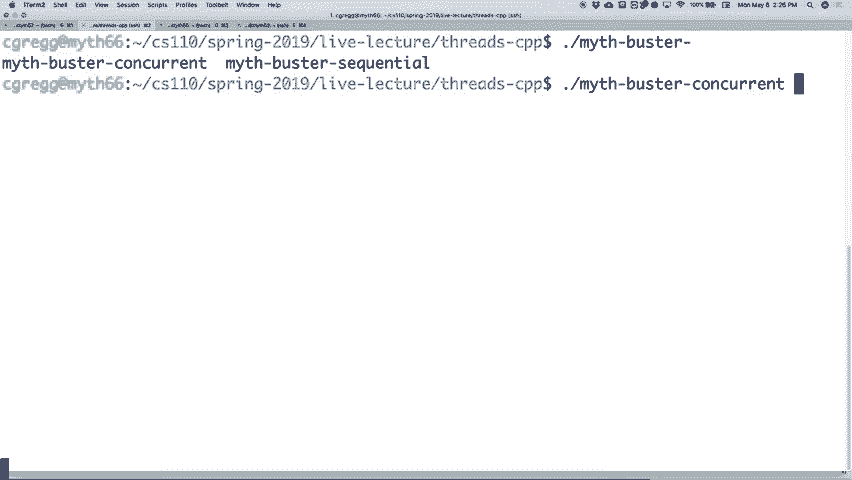 iTerm2 Shell Edit View Session Scripts Profiles Toolbelt Window Help 100% Mon May 6 2:26 PM
1. cgregg@myth66: ~/cs110/spring-2019/live-lecture/threads-cpp (ssh)
cgregg@myth66:~/cs110/spring-2019/live-lecture/threads-cpp$ ./myth-buster-
myth-buster-concurrent myth-buster-sequential
cgregg@myth66:~/cs110/spring-2019/live-lecture/threads-cpp$ ./myth-buster-concurrent